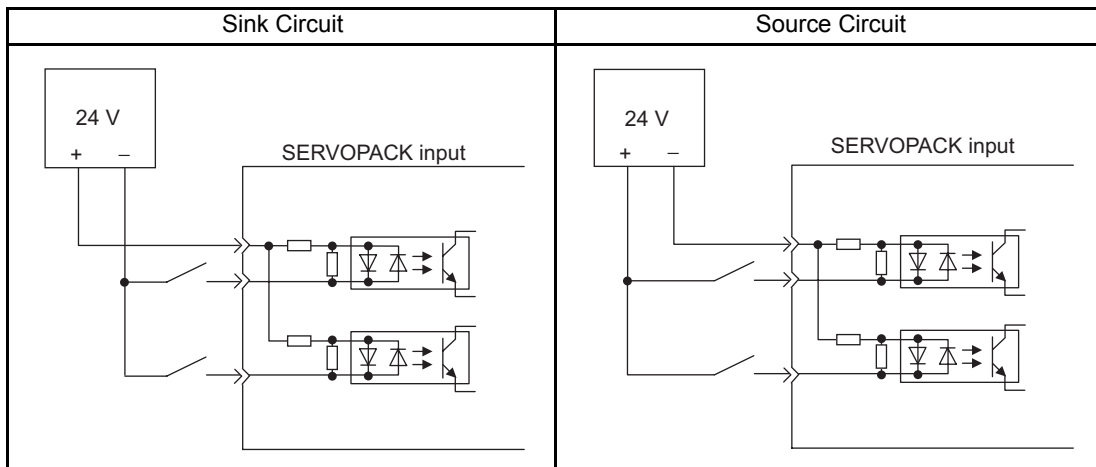 Sink Circuit
Source Circuit
24 V
+ −
SERVOPACK input
24 V
+ −
SERVOPACK input